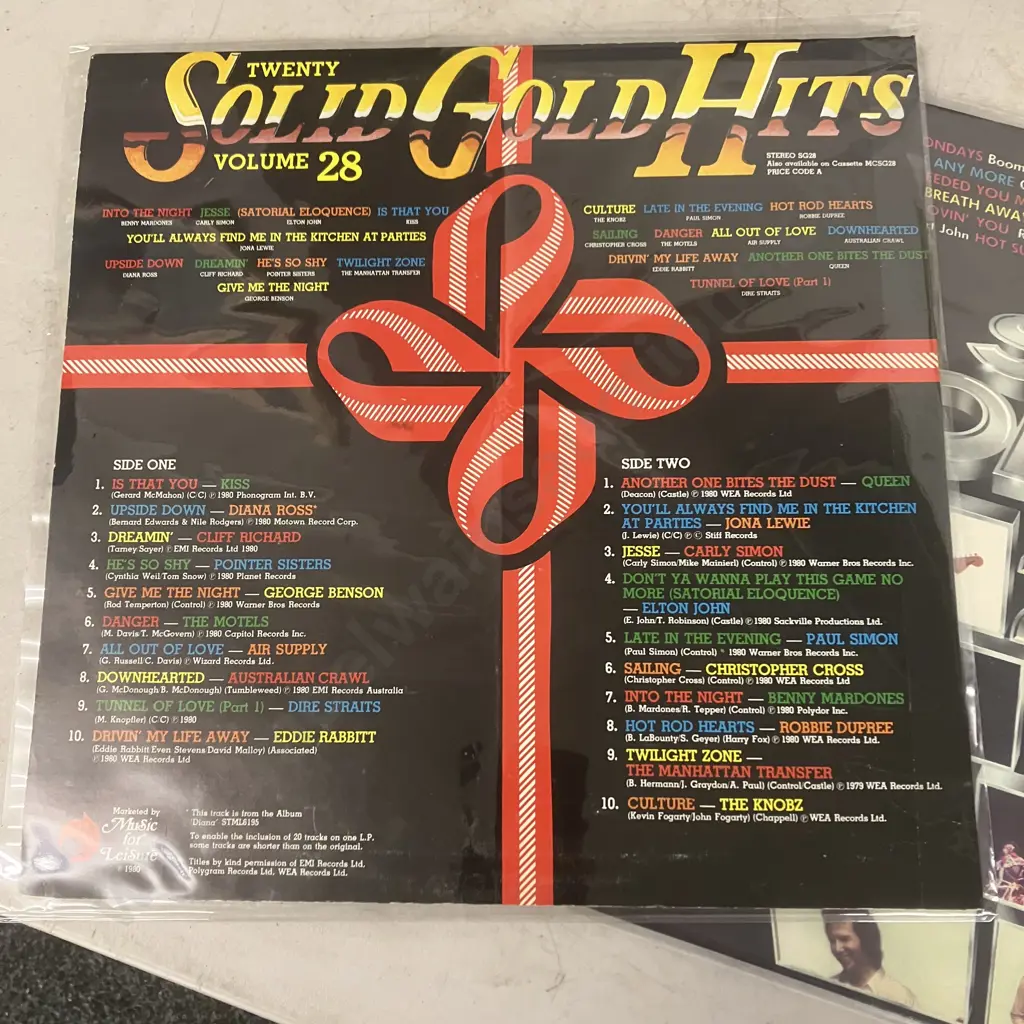 TWENTY
SOLID GOLD HITS
VOLUME 28
STEREO SG28
Also available on Cassette MCSG28
PRICE CODE A
INTO THE NIGHT JESSE (SATORIAL ELOQUENCE) IS THAT YOU
BENNY MARDONES CARLY SIMON ELTON JOHN KISS
YOU'LL ALWAYS FIND ME IN THE KITCHEN AT PARTIES
JONA LEWIE
UPSIDE DOWN DREAMIN' HE'S SO SHY TWILIGHT ZONE
DIANA ROSS CLIFF RICHARD POINTER SISTERS THE MANHATTAN TRANSFER
GIVE ME THE NIGHT
GEORGE BENSON
CULTURE LATE IN THE EVENING HOT ROD HEARTS
THE KNOBZ PAUL SIMON ROBBIE DUPREE
SAILING DANGER ALL OUT OF LOVE DOWNHEARTED
CHRISTOPHER CROSS THE MOTELS AIR SUPPLY AUSTRALIAN CRAWL
DRIVIN' MY LIFE AWAY ANOTHER ONE BITES THE DUST
EDDIE RABBITT QUEEN
TUNNEL OF LOVE (Part 1)
DIRE STRAITS
SIDE ONE
1. IS THAT YOU — KISS
(Gerard McMahon) (C/C) ℗ 1980 Phonogram Int. B.V.
2. UPSIDE DOWN — DIANA ROSS*
(Bernard Edwards & Nile Rodgers) ℗ 1980 Motown Record Corp.
3. DREAMIN' — CLIFF RICHARD
(Tarney/Sayer) ℗ EMI Records Ltd 1980
4. HE'S SO SHY — POINTER SISTERS
(Cynthia Weil/Tom Snow) ℗ 1980 Planet Records
5. GIVE ME THE NIGHT — GEORGE BENSON
(Rod Temperton) (Control) ℗ 1980 Warner Bros Records
6. DANGER — THE MOTELS
(M. Davis/T. McGovern) ℗ 1980 Capitol Records Inc.
7. ALL OUT OF LOVE — AIR SUPPLY
(G. Russell/C. Davis) ℗ Wizard Records Ltd.
8. DOWNHEARTED — AUSTRALIAN CRAWL
(G. McDonough/B. McDonough) (Tumbleweed) ℗ 1980 EMI Records Australia
9. TUNNEL OF LOVE (Part 1) — DIRE STRAITS
(M. Knopfler) (C/C) ℗ 1980
10. DRIVIN' MY LIFE AWAY — EDDIE RABBITT
(Eddie Rabbitt/Even Stevens/David Malloy) (Associated)
℗ 1980 WEA Records Ltd
Marketed by
Music
for
Leisure
© 1980
* This track is from the Album
'Diana' STML6195
To enable the inclusion of 20 tracks on one L.P.
some tracks are shorter than on the original.
Titles by kind permission of EMI Records Ltd.
Polygram Records Ltd. WEA Records Ltd.
SIDE TWO
1. ANOTHER ONE BITES THE DUST — QUEEN
(Deacon) (Castle) ℗ 1980 WEA Records Ltd
2. YOU'LL ALWAYS FIND ME IN THE KITCHEN
AT PARTIES — JONA LEWIE
(J. Lewie) (C/C) ℗ © Stiff Records
3. JESSE — CARLY SIMON
(Carly Simon/Mike Mainieri) (Control) ℗ 1980 Warner Bros Records Inc.
4. DON'T YA WANNA PLAY THIS GAME NO
MORE (SATORIAL ELOQUENCE)
— ELTON JOHN
(E. John/T. Robinson) (Castle) ℗ 1980 Sackville Productions Ltd.
5. LATE IN THE EVENING — PAUL SIMON
(Paul Simon) (Control) 1980 Warner Bros Records Inc.
6. SAILING — CHRISTOPHER CROSS
(Christopher Cross) (Control) ℗ 1980 WEA Records Ltd
7. INTO THE NIGHT — BENNY MARDONES
(B. Mardones/R. Tepper) (Control) ℗ 1980 Polydor Inc.
8. HOT ROD HEARTS — ROBBIE DUPREE
(B. LaBounty/S. Geyer) (Harry Fox) ℗ 1980 WEA Records Ltd.
9. TWILIGHT ZONE —
THE MANHATTAN TRANSFER
(B. Hermann/J. Graydon/A. Paul) (Control/Castle) ℗ 1979 WEA Records Ltd.
10. CULTURE — THE KNOBZ
(Kevin Fogarty/John Fogarty) (Chappell) ℗ WEA Records Ltd.
ONDAYS Boom
ANY MORE
EEDED YOU
BREATH AWAY
OVIN' YOU
John HOT